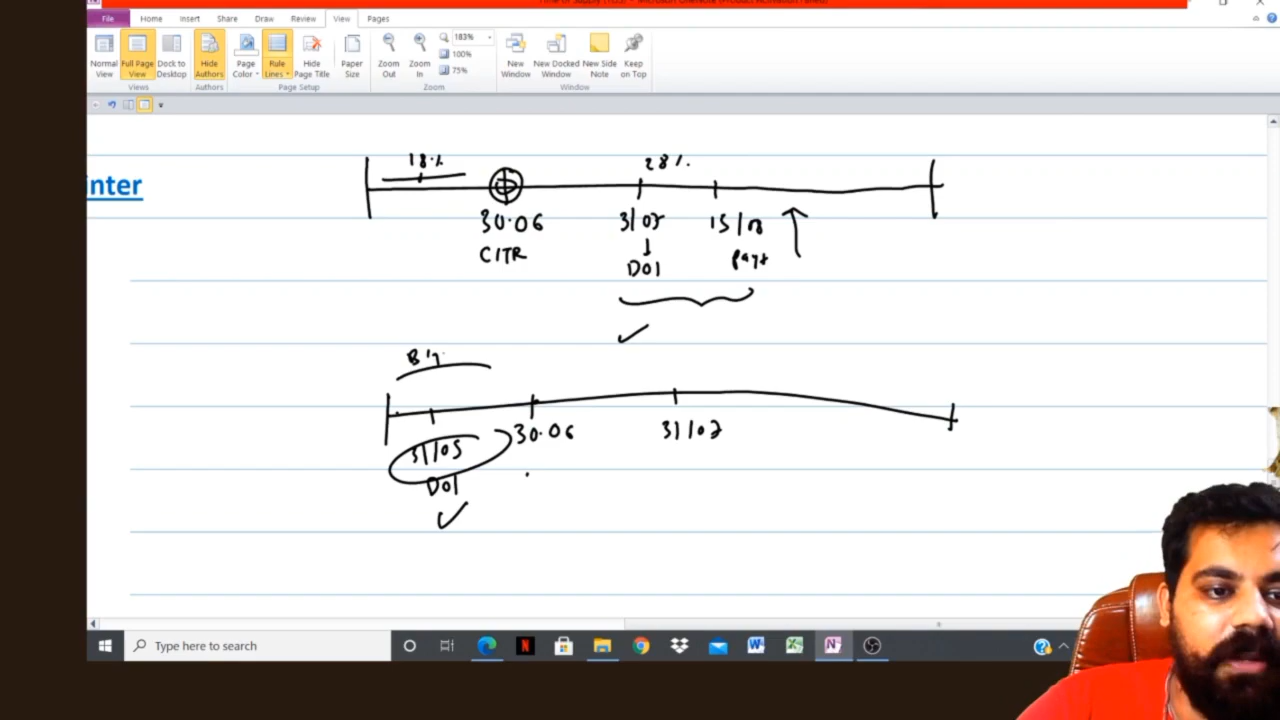 File Home Insert Share Draw Review View Pages
Normal View Full Page View Dock to Desktop Hide Authors Page Color Rule Lines Hide Page Title Paper Size Zoom Out Zoom In 183% 100% 75% New Window New Docked Window New Side Note Keep on Top
Views Authors Page Setup Zoom Window
18% 28%
inter
30.06 31/07 15/08
CITR DOI payt
31/05 30.06 31/07
DOI
Type here to search